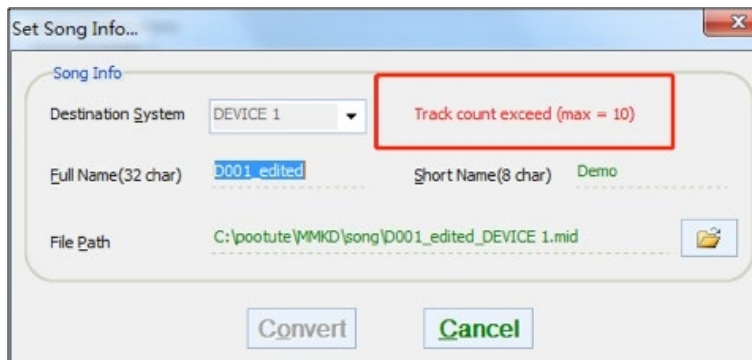 Set Song Info...
Song Info
Destination System DEVICE 1 Track count exceed (max = 10)
Full Name(32 char) D001_edited Short Name(8 char) Demo
File Path C:\pootute\MMKD\song\D001_edited_DEVICE 1.mid
Convert Cancel